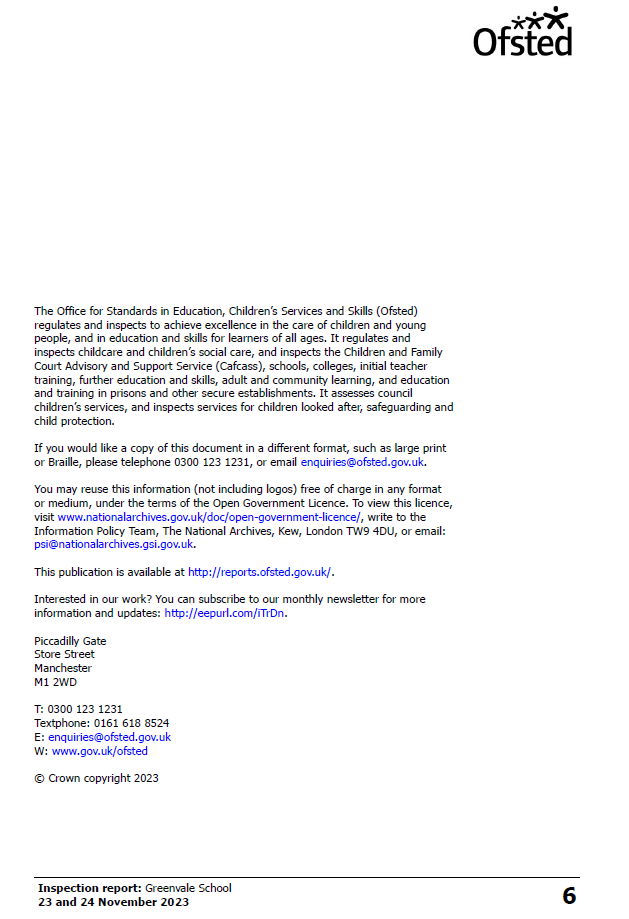 Ofsted
The Office for Standards in Education, Children's Services and Skills (Ofsted)
regulates and inspects to achieve excellence in the care of children and young
people, and in education and skills for learners of all ages. It regulates and
inspects childcare and children's social care, and inspects the Children and Family
Court Advisory and Support Service (Cafcass), schools, colleges, initial teacher
training, further education and skills, adult and community learning, and education
and training in prisons and other secure establishments. It assesses council
children's services, and inspects services for children looked after, safeguarding and
child protection.
If you would like a copy of this document in a different format, such as large print
or Braille, please telephone 0300 123 1231, or email enquiries@ofsted.gov.uk.
You may reuse this information (not including logos) free of charge in any format
or medium, under the terms of the Open Government Licence. To view this licence,
visit www.nationalarchives.gov.uk/doc/open-government-licence/, write to the
Information Policy Team, The National Archives, Kew, London TW9 4DU, or email:
psi@nationalarchives.gsi.gov.uk.
This publication is available at http://reports.ofsted.gov.uk/.
Interested in our work? You can subscribe to our monthly newsletter for more
information and updates: http://eepurl.com/iTrDn.
Piccadilly Gate
Store Street
Manchester
M1 2WD
T: 0300 123 1231
Textphone: 0161 618 8524
E: enquiries@ofsted.gov.uk
W: www.gov.uk/ofsted
© Crown copyright 2023
Inspection report: Greenvale School
23 and 24 November 2023
6